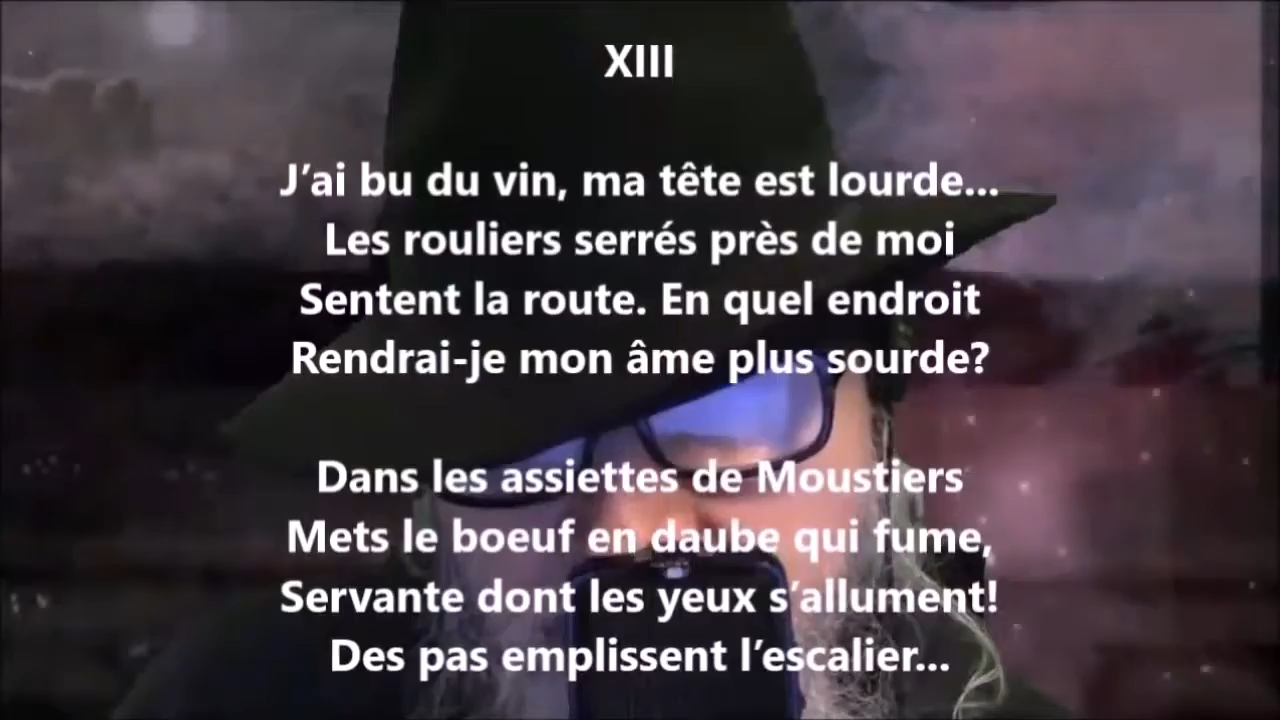 XIII
J’ai bu du vin, ma tête est lourde...
Les rouliers serrés près de moi
Sentent la route. En quel endroit
Rendrai-je mon âme plus sourde?
Dans les assiettes de Moustiers
Mets le boeuf en daube qui fume,
Servante dont les yeux s’allument!
Des pas emplissent l’escalier...